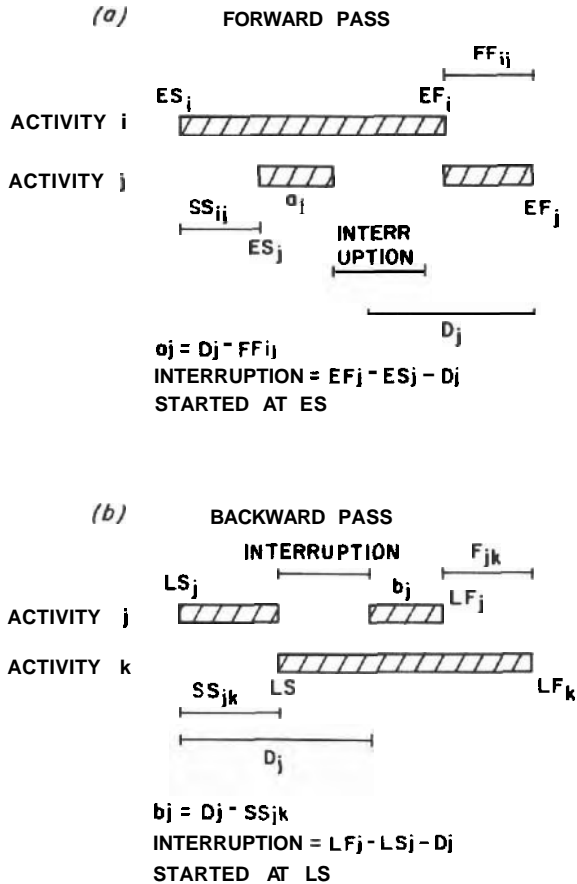 (a) FORWARD PASS
FF_ij
ES_i EF_i
ACTIVITY i
ACTIVITY j
a_j
SS_ij
EF_j
ES_j
INTERR
UPTION
D_j
aj = Dj - FFij
INTERRUPTION = EFj - ESj - Dj
STARTED AT ES
(b) BACKWARD PASS
INTERRUPTION F_jk
LS_j b_j
LF_j
ACTIVITY j
ACTIVITY k
LS
SS_jk
LF_k
D_j
bj = Dj - SSjk
INTERRUPTION = LFj - LSj - Dj
STARTED AT LS